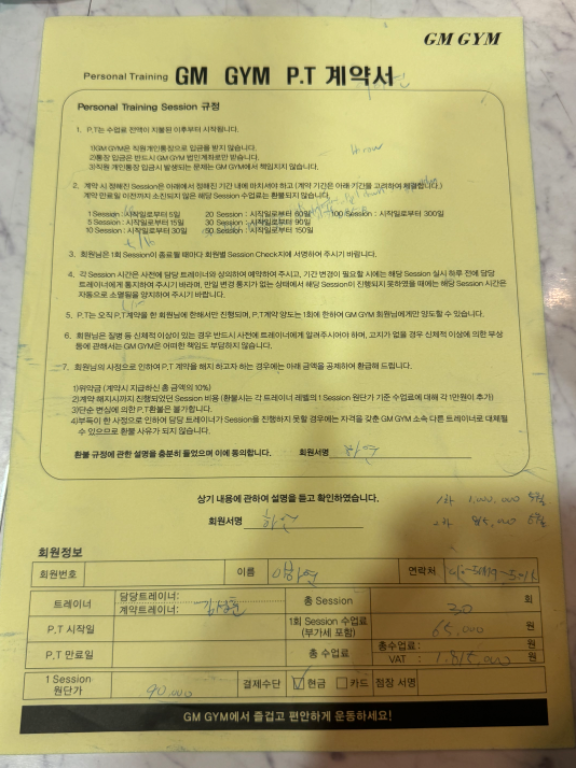 GM GYM
Personal Training GM GYM P.T 계약서
Personal Training Session 규정
1. P.T는 수업료 전액이 지불된 이후부터 시작됩니다.
1)GM GYM은 직원개인통장으로 입금을 받지 않습니다.
2)통장 입금은 반드시 GM GYM 법인계좌로만 받습니다.
3)직원 개인통장 입금시 발생되는 문제는 GM GYM에서 책임지지 않습니다.
2. 계약 시 정해진 Session은 아래에서 정해진 기간 내에 마치셔야 하고 (계약 기간은 아래 기간을 고려하여 체결합니다.)
계약 만료일 이전까지 소진되지 않은 해당 Session 수업료는 환불되지 않습니다.
1 Session : 시작일로부터 5일 20 Session : 시작일로부터 60일 100 Session : 시작일로부터 300일
5 Session : 시작일로부터 15일 30 Session : 시작일로부터 90일
10 Session : 시작일로부터 30일 50 Session : 시작일로부터 150일
3. 회원님은 1회 Session이 종료될 때마다 회원별 Session Check지에 서명하여 주시기 바랍니다.
4. 각 Session 시간은 사전에 담당 트레이너와 상의하여 예약하여 주시고, 기간 변경이 필요할 시에는 해당 Session 실시 하루 전에 담당
트레이너에게 통지하여 주시기 바라며, 만일 변경 통지가 없는 상태에서 해당 Session이 진행되지 못하였을 때에는 해당 Session 시간은
자동으로 소멸됨을 양지하여 주시기 바랍니다.
5. P.T는 오직 P.T계약을 한 회원님에 한해서만 진행되며, P.T계약 양도는 1회에 한하여 GM GYM 회원님에게만 양도할 수 있습니다.
6. 회원님은 질병 등 신체적 이상이 있는 경우 반드시 사전에 트레이너에게 알려주셔야 하며, 고지가 없을 경우 신체적 이상에 의한 부상
등에 관해서는 GM GYM은 어떠한 책임도 부담하지 않습니다.
7. 회원님의 사정으로 인하여 P.T 계약을 해지 하고자 하는 경우에는 아래 금액을 공제하여 환급해 드립니다.
1)위약금 (계약시 지급하신 총 금액의 10%)
2)계약 해지시까지 진행되었던 Session 비용 (환불시는 각 트레이너 레벨의 1 Session 원단가 기준 수업료에 대해 각 1만원이 추가)
3)단순 변심에 의한 P.T환불은 불가합니다.
4)부득이 한 사정으로 인하여 담당 트레이너가 Session을 진행하지 못할 경우에는 자격을 갖춘 GM GYM 소속 다른 트레이너로 대체될
수 있으므로 환불 사유가 되지 않습니다.
환불 규정에 관한 설명을 충분히 들었으며 이에 동의합니다. 회원서명
상기 내용에 관하여 설명을 듣고 확인하였습니다.
1차 1,000,000
회원서명
2차
회원정보
회원번호 이름 연락처
트레이너 담당트레이너: 계약트레이너: 총 Session 30 회
P.T 시작일 1회 Session 수업료 (부가세 포함) 65,000 원
P.T 만료일 총 수업료 총수업료: 원
VAT : 1,815,000 원
1 Session 원단가 90,000 결제수단 현금 카드 점장 서명
GM GYM에서 즐겁고 편안하게 운동하세요!